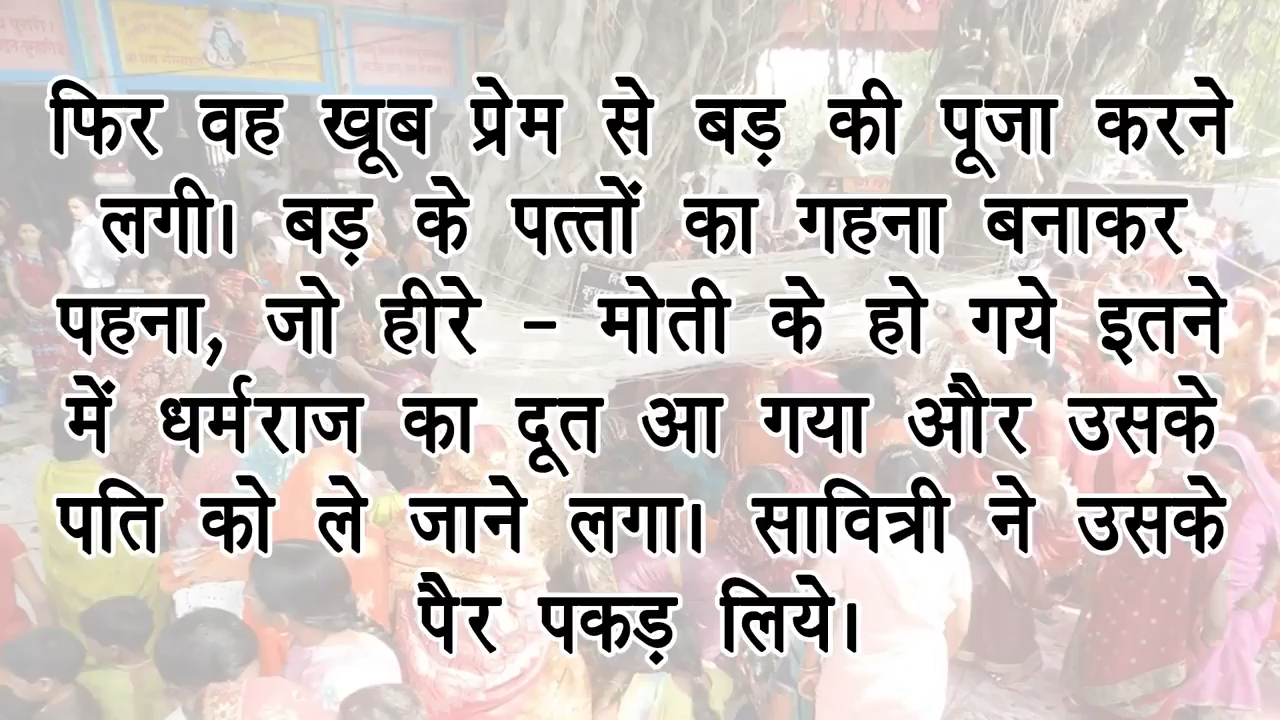 फिर वह खूब प्रेम से बड़ की पूजा करने
लगी। बड़ के पत्तों का गहना बनाकर
पहना, जो हीरे - मोती के हो गये इतने
में धर्मराज का दूत आ गया और उसके
पति को ले जाने लगा। सावित्री ने उसके
पैर पकड़ लिये।